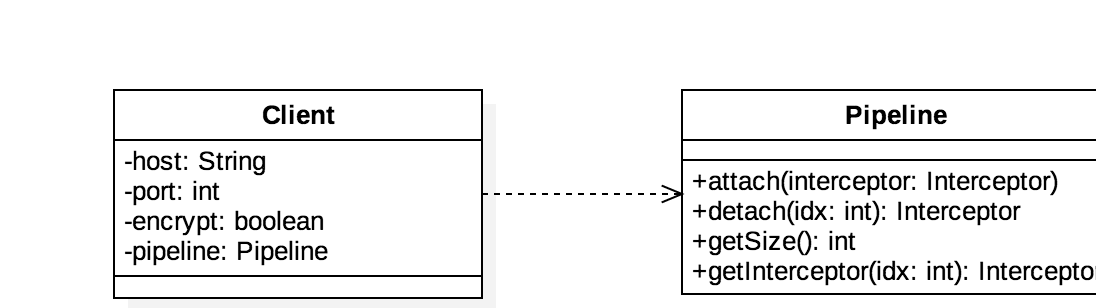 Client
-host: String
-port: int
-encrypt: boolean
-pipeline: Pipeline
Pipeline
+attach(interceptor: Interceptor)
+detach(idx: int): Interceptor
+getSize(): int
+getInterceptor(idx: int): Intercepto